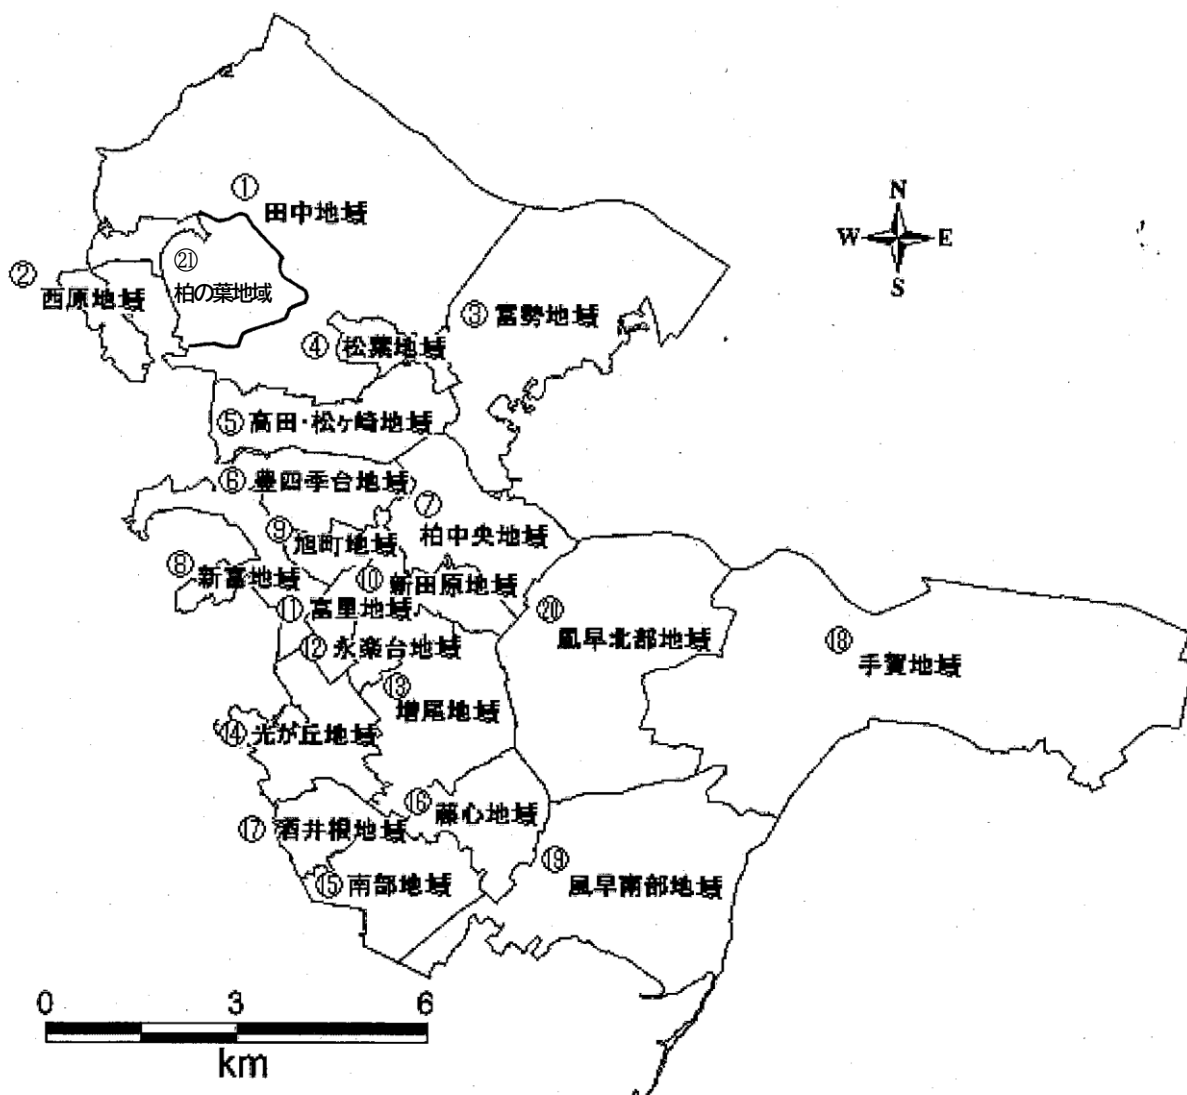 ①
田中地域
N
W E
S
㉑
② 柏の葉地域
西原地域
③ 富勢地域
④ 松葉地域
⑤ 高田・松ヶ崎地域
⑥ 豊四季台地域
⑦
柏中央地域
⑨
旭町地域
⑧
新富地域
⑩ 新田原地域
⑪ 富里地域
⑳
風早北部地域
⑱
手賀地域
⑫ 永楽台地域
⑬
増尾地域
⑭ 光が丘地域
⑯
藤心地域
⑰ 酒井根地域
⑲
風早南部地域
⑮ 南部地域
0 3 6
km